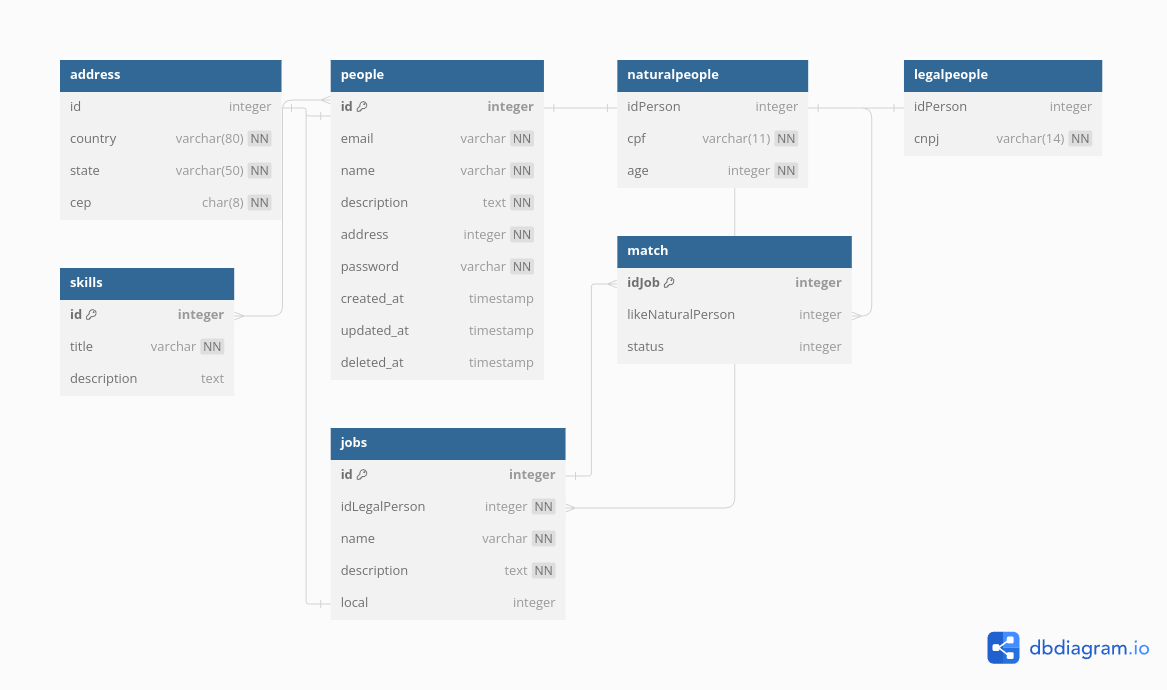 address
id integer
country varchar(80) NN
state varchar(50) NN
cep char(8) NN
skills
id integer
title varchar NN
description text
people
id integer
email varchar NN
name varchar NN
description text NN
address integer NN
password varchar NN
created_at timestamp
updated_at timestamp
deleted_at timestamp
jobs
id integer
idLegalPerson integer NN
name varchar NN
description text NN
local integer
naturalpeople
idPerson integer
cpf varchar(11) NN
age integer NN
match
idJob integer
likeNaturalPerson integer
status integer
legalpeople
idPerson integer
cnpj varchar(14) NN
dbdiagram.io